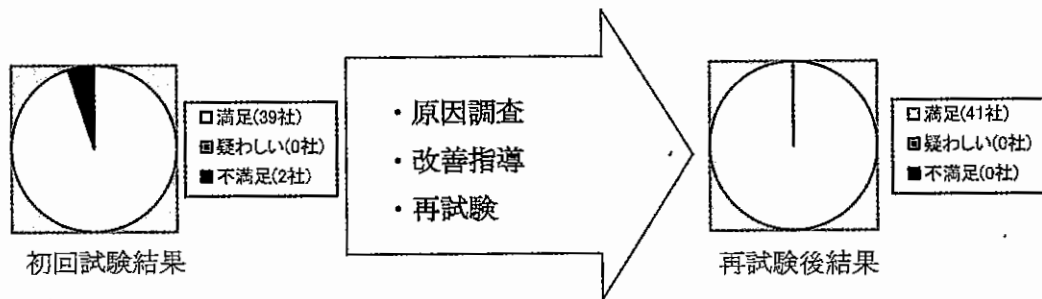 □満足(39社)
▩疑わしい(0社)
■不満足(2社)
初回試験結果
・原因調査
・改善指導
・再試験
□満足(41社)
▩疑わしい(0社)
■不満足(0社)
再試験後結果